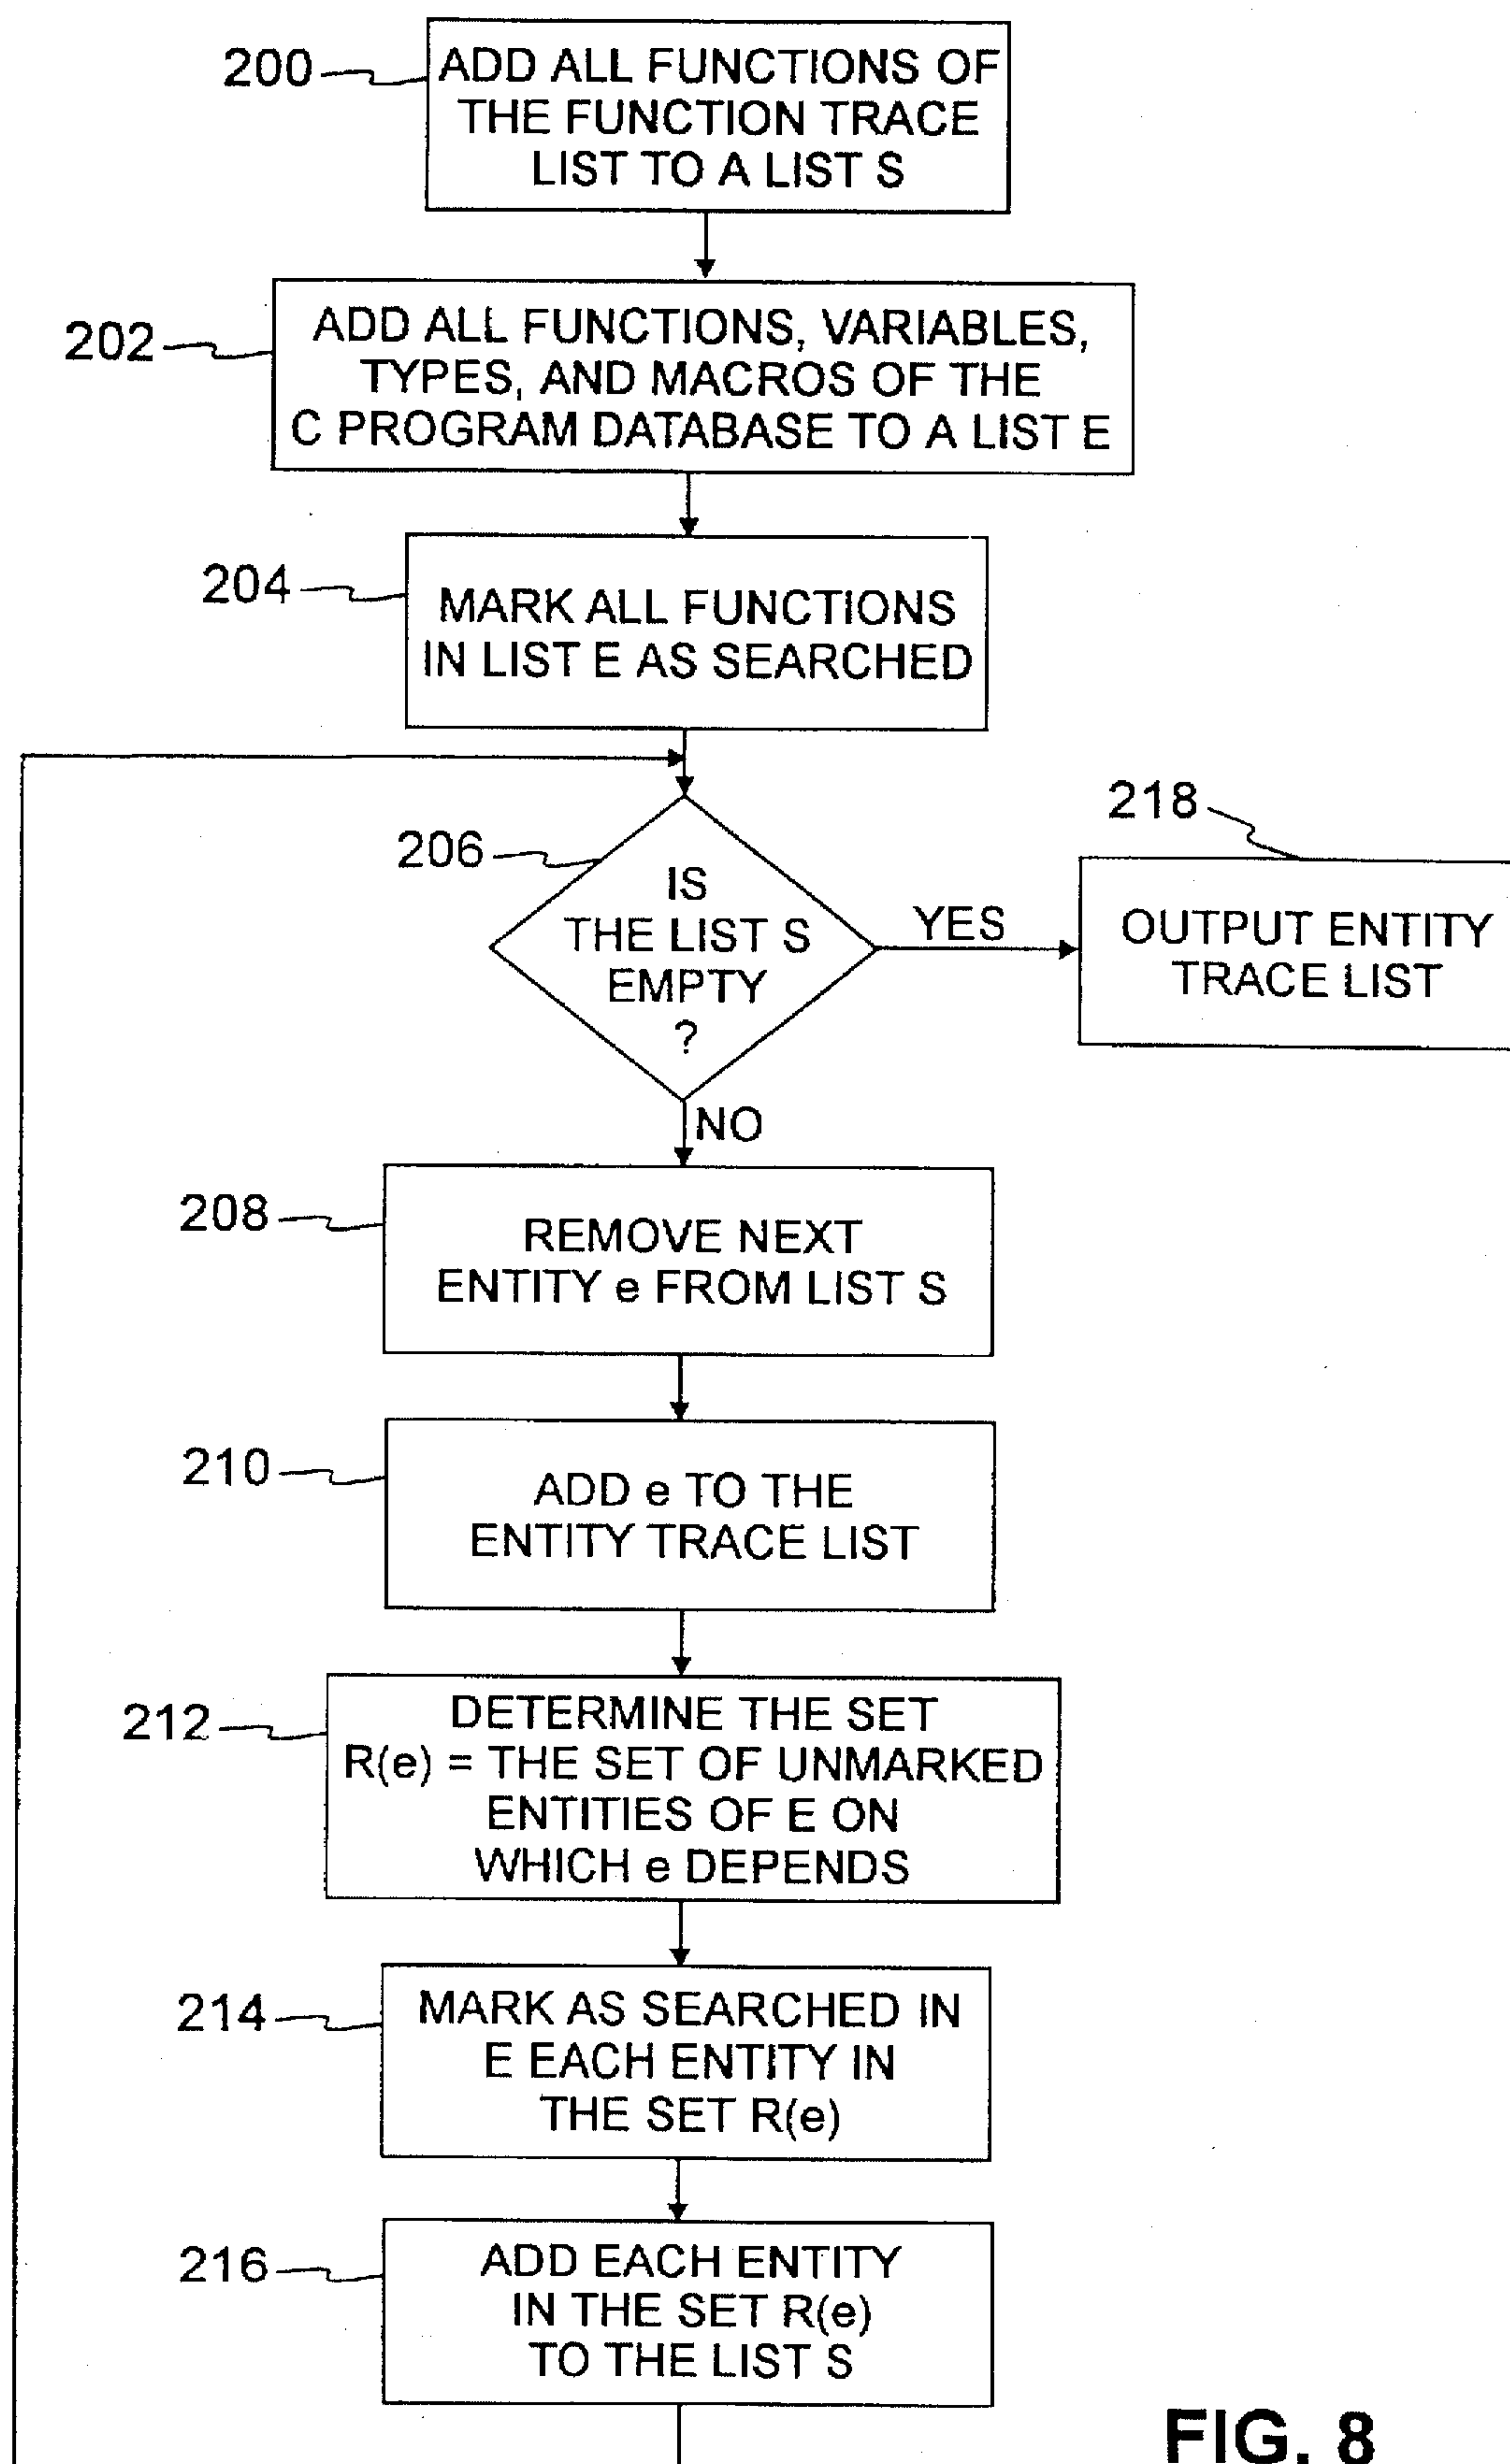 200
ADD ALL FUNCTIONS OF
THE FUNCTION TRACE
LIST TO A LIST S
202
ADD ALL FUNCTIONS, VARIABLES,
TYPES, AND MACROS OF THE
C PROGRAM DATABASE TO A LIST E
204
MARK ALL FUNCTIONS
IN LIST E AS SEARCHED
206
IS
THE LIST S
EMPTY
?
YES
218
OUTPUT ENTITY
TRACE LIST
NO
208
REMOVE NEXT
ENTITY e FROM LIST S
210
ADD e TO THE
ENTITY TRACE LIST
212
DETERMINE THE SET
R(e) = THE SET OF UNMARKED
ENTITIES OF E ON
WHICH e DEPENDS
214
MARK AS SEARCHED IN
E EACH ENTITY IN
THE SET R(e)
216
ADD EACH ENTITY
IN THE SET R(e)
TO THE LIST S
FIG. 8